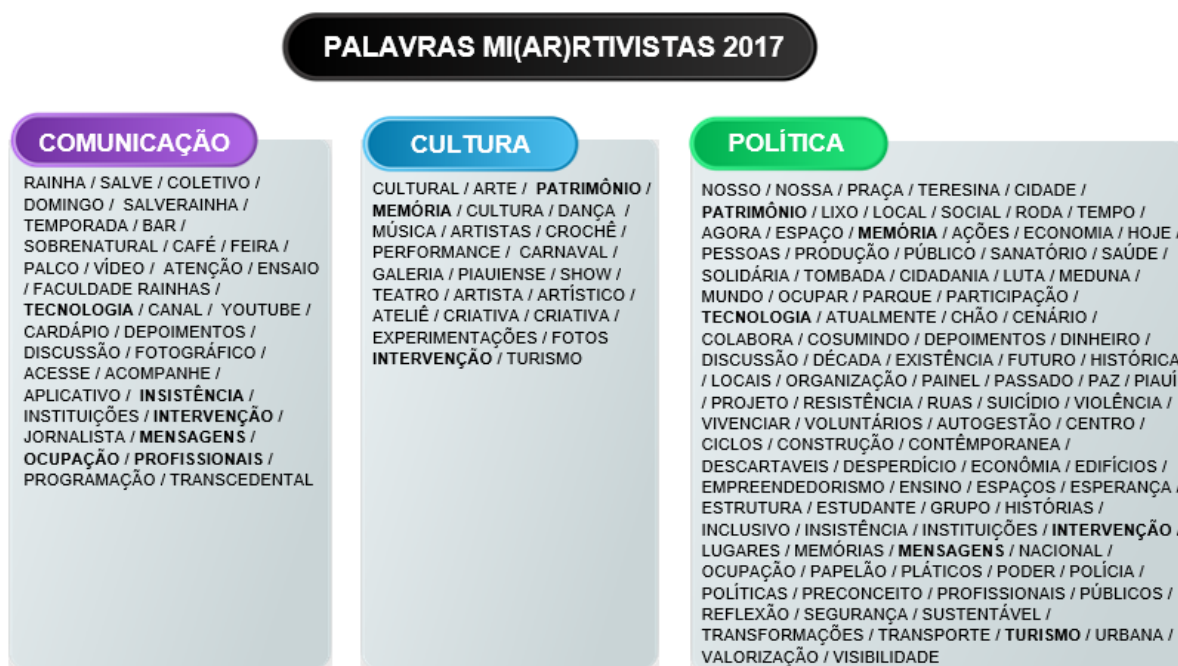 PALAVRAS MI(AR)RTIVISTAS 2017
COMUNICAÇÃO
RAINHA / SALVE / COLETIVO /
DOMINGO / SALVERAINHA /
TEMPORADA / BAR /
SOBRENATURAL / CAFÉ / FEIRA /
PALCO / VÍDEO / ATENÇÃO / ENSAIO
/ FACULDADE RAINHAS /
TECNOLOGIA / CANAL / YOUTUBE /
CARDÁPIO / DEPOIMENTOS /
DISCUSSÃO / FOTOGRÁFICO /
ACESSE / ACOMPANHE /
APLICATIVO / INSISTÊNCIA /
INSTITUIÇÕES / INTERVENÇÃO /
JORNALISTA / MENSAGENS /
OCUPAÇÃO / PROFISSIONAIS /
PROGRAMAÇÃO / TRANSCEDENTAL
CULTURA
CULTURAL / ARTE / PATRIMÔNIO /
MEMÓRIA / CULTURA / DANÇA /
MÚSICA / ARTISTAS / CROCHÊ /
PERFORMANCE / CARNAVAL /
GALERIA / PIAUIENSE / SHOW /
TEATRO / ARTISTA / ARTÍSTICO /
ATELIÊ / CRIATIVA / CRIATIVA /
EXPERIMENTAÇÕES / FOTOS
INTERVENÇÃO / TURISMO
POLÍTICA
NOSSO / NOSSA / PRAÇA / TERESINA / CIDADE /
PATRIMÔNIO / LIXO / LOCAL / SOCIAL / RODA / TEMPO /
AGORA / ESPAÇO / MEMÓRIA / AÇÕES / ECONOMIA / HOJE /
PESSOAS / PRODUÇÃO / PÚBLICO / SANATÓRIO / SAÚDE /
SOLIDÁRIA / TOMBADA / CIDADANIA / LUTA / MEDUNA /
MUNDO / OCUPAR / PARQUE / PARTICIPAÇÃO /
TECNOLOGIA / ATUALMENTE / CHÃO / CENÁRIO /
COLABORA / COSUMINDO / DEPOIMENTOS / DINHEIRO /
DISCUSSÃO / DÉCADA / EXISTÊNCIA / FUTURO / HISTÓRICA
/ LOCAIS / ORGANIZAÇÃO / PAINEL / PASSADO / PAZ / PIAUÍ
/ PROJETO / RESISTÊNCIA / RUAS / SUICÍDIO / VIOLÊNCIA /
VIVENCIAR / VOLUNTÁRIOS / AUTOGESTÃO / CENTRO /
CICLOS / CONSTRUÇÃO / CONTÊMPORANEA /
DESCARTAVEIS / DESPERDÍCIO / ECONÔMIA / EDIFÍCIOS /
EMPREENDEDORISMO / ENSINO / ESPAÇOS / ESPERANÇA /
ESTRUTURA / ESTUDANTE / GRUPO / HISTÓRIAS /
INCLUSIVO / INSISTÊNCIA / INSTITUIÇÕES / INTERVENÇÃO /
LUGARES / MEMÓRIAS / MENSAGENS / NACIONAL /
OCUPAÇÃO / PAPELÃO / PLÁTICOS / PODER / POLÍCIA /
POLÍTICAS / PRECONCEITO / PROFISSIONAIS / PÚBLICOS /
REFLEXÃO / SEGURANÇA / SUSTENTÁVEL /
TRANSFORMAÇÕES / TRANSPORTE / TURISMO / URBANA /
VALORIZAÇÃO / VISIBILIDADE